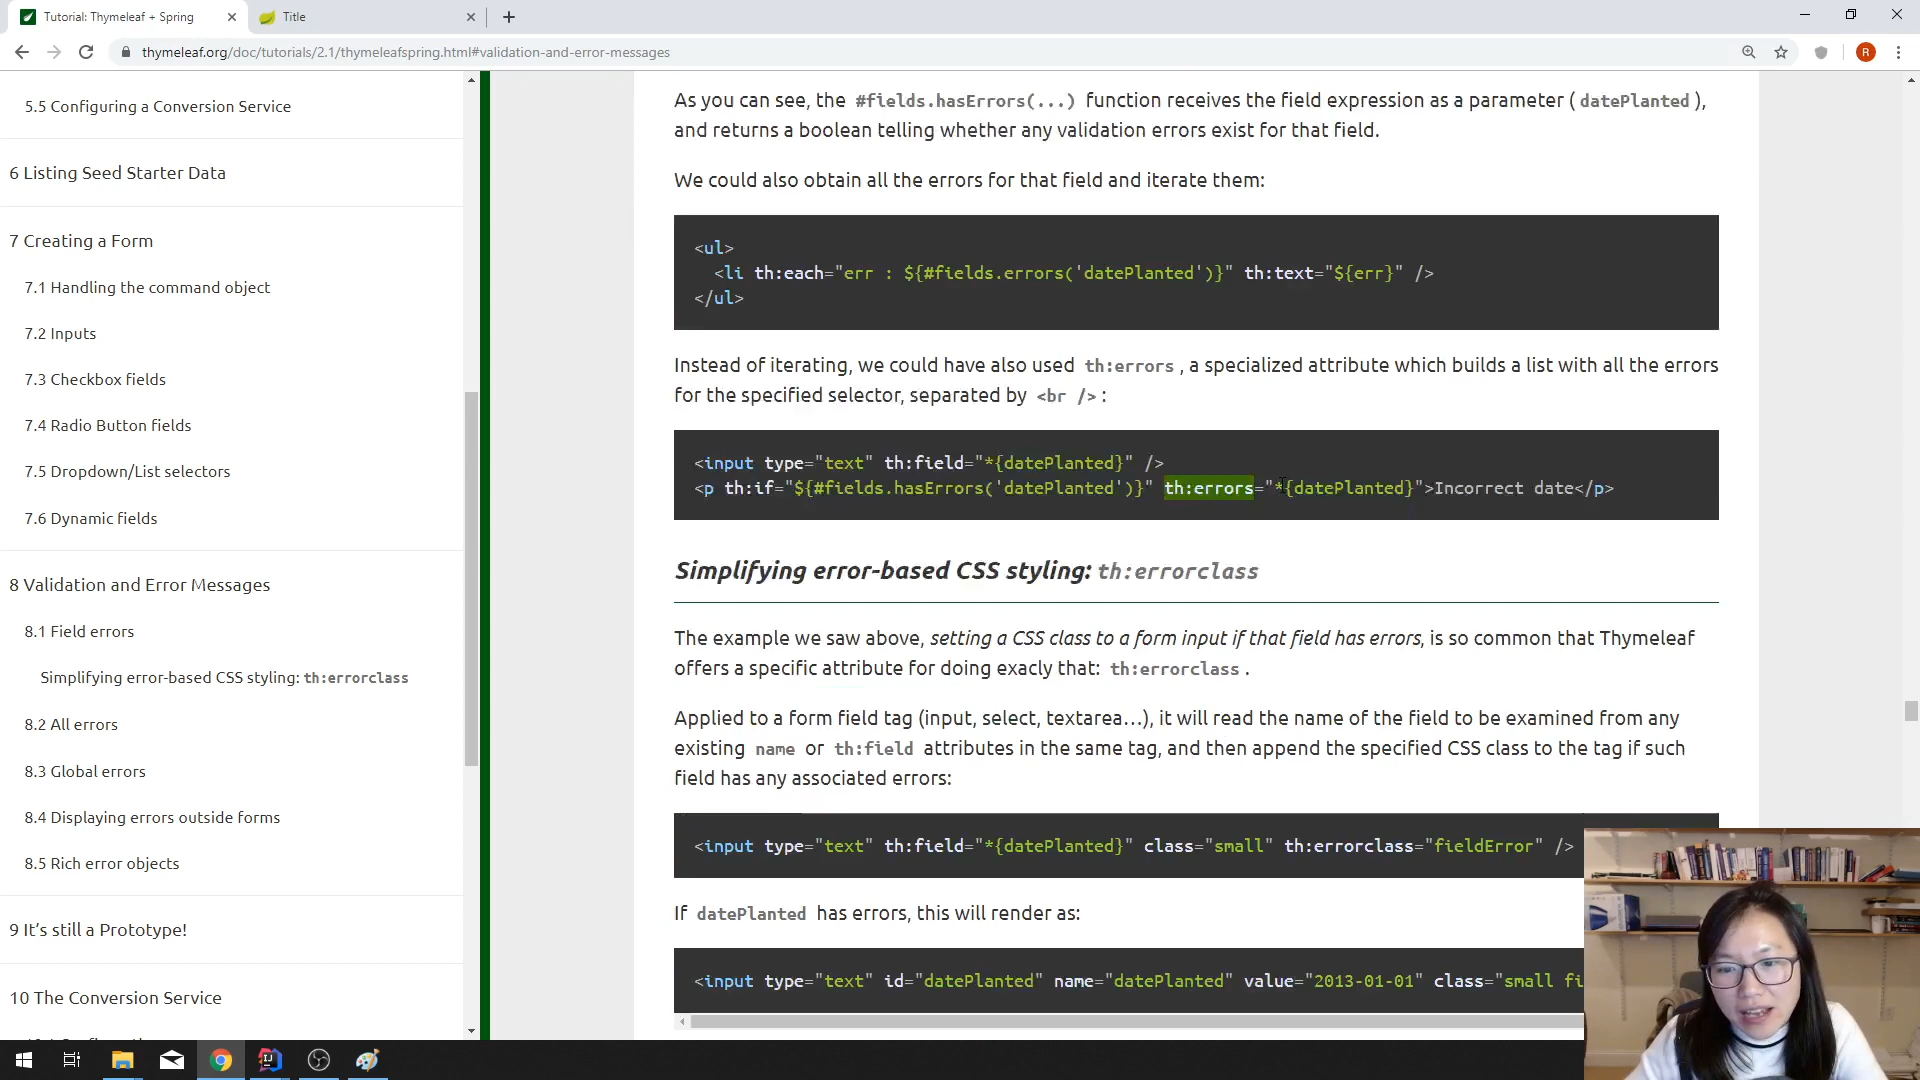 Tutorial: Thymeleaf + Spring
Title
thymeleaf.org/doc/tutorials/2.1/thymeleafspring.html#validation-and-error-messages
R
5.5 Configuring a Conversion Service
6 Listing Seed Starter Data
7 Creating a Form
7.1 Handling the command object
7.2 Inputs
7.3 Checkbox fields
7.4 Radio Button fields
7.5 Dropdown/List selectors
7.6 Dynamic fields
8 Validation and Error Messages
8.1 Field errors
Simplifying error-based CSS styling: th:errorclass
8.2 All errors
8.3 Global errors
8.4 Displaying errors outside forms
8.5 Rich error objects
9 It’s still a Prototype!
10 The Conversion Service
As you can see, the #fields.hasErrors(...) function receives the field expression as a parameter ( datePlanted ),
and returns a boolean telling whether any validation errors exist for that field.
We could also obtain all the errors for that field and iterate them:
<ul>
<li th:each="err : ${#fields.errors('datePlanted')}" th:text="${err}" />
</ul>
Instead of iterating, we could have also used th:errors , a specialized attribute which builds a list with all the errors
for the specified selector, separated by <br /> :
<input type="text" th:field="*{datePlanted}" />
<p th:if="${#fields.hasErrors('datePlanted')}" th:errors="*{datePlanted}">Incorrect date</p>
Simplifying error-based CSS styling: th:errorclass
The example we saw above, setting a CSS class to a form input if that field has errors, is so common that Thymeleaf
offers a specific attribute for doing exacly that: th:errorclass .
Applied to a form field tag (input, select, textarea…), it will read the name of the field to be examined from any
existing name or th:field attributes in the same tag, and then append the specified CSS class to the tag if such
field has any associated errors:
<input type="text" th:field="*{datePlanted}" class="small" th:errorclass="fieldError" />
If datePlanted has errors, this will render as:
<input type="text" id="datePlanted" name="datePlanted" value="2013-01-01" class="small fi